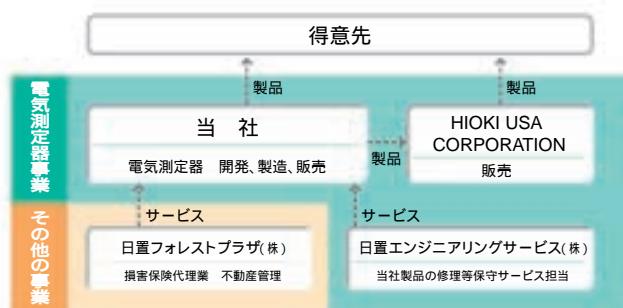 得意先
製品
製品
電気測定器事業
当 社
電気測定器 開発、製造、販売
製品
HIOKI USA
CORPORATION
販売
その他の事業
サービス
サービス
日置フォレストプラザ(株)
損害保険代理業 不動産管理
日置エンジニアリングサービス(株)
当社製品の修理等保守サービス担当